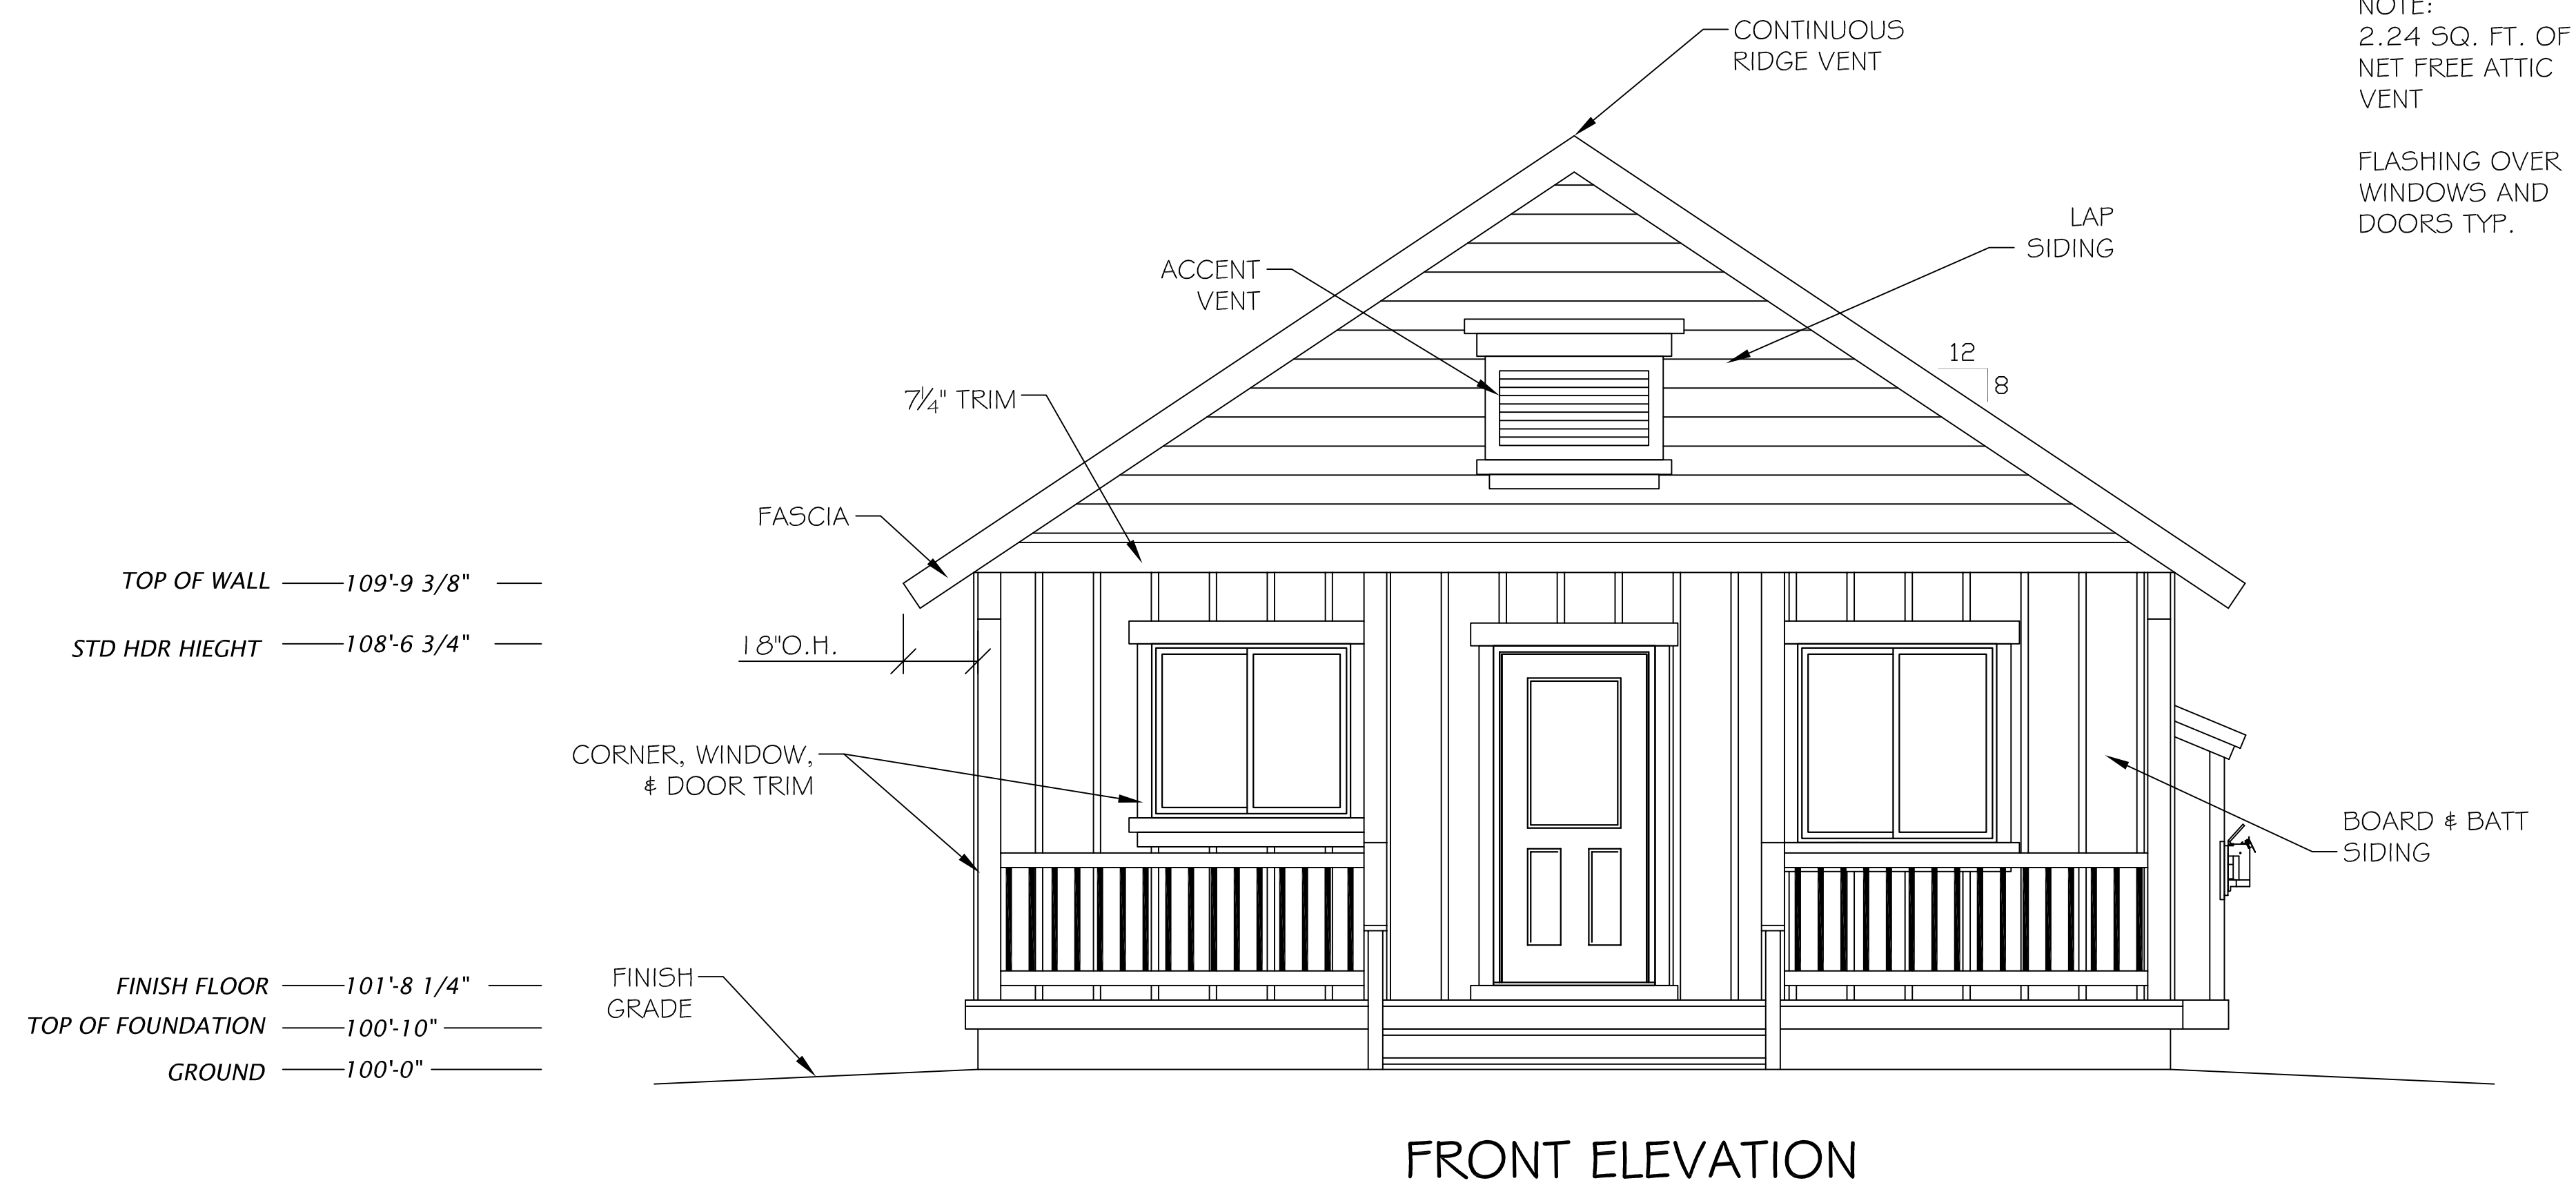 NOTE:
2.24 SQ. FT. OF
NET FREE ATTIC
VENT
FLASHING OVER
WINDOWS AND
DOORS TYP.
CONTINUOUS
RIDGE VENT
LAP
SIDING
ACCENT
VENT
12
8
7¼" TRIM
FASCIA
TOP OF WALL 109'-9 3/8"
STD HDR HIEGHT 108'-6 3/4"
18"O.H.
CORNER, WINDOW,
& DOOR TRIM
BOARD & BATT
SIDING
FINISH FLOOR 101'-8 1/4"
TOP OF FOUNDATION 100'-10"
GROUND 100'-0"
FINISH
GRADE
FRONT ELEVATION